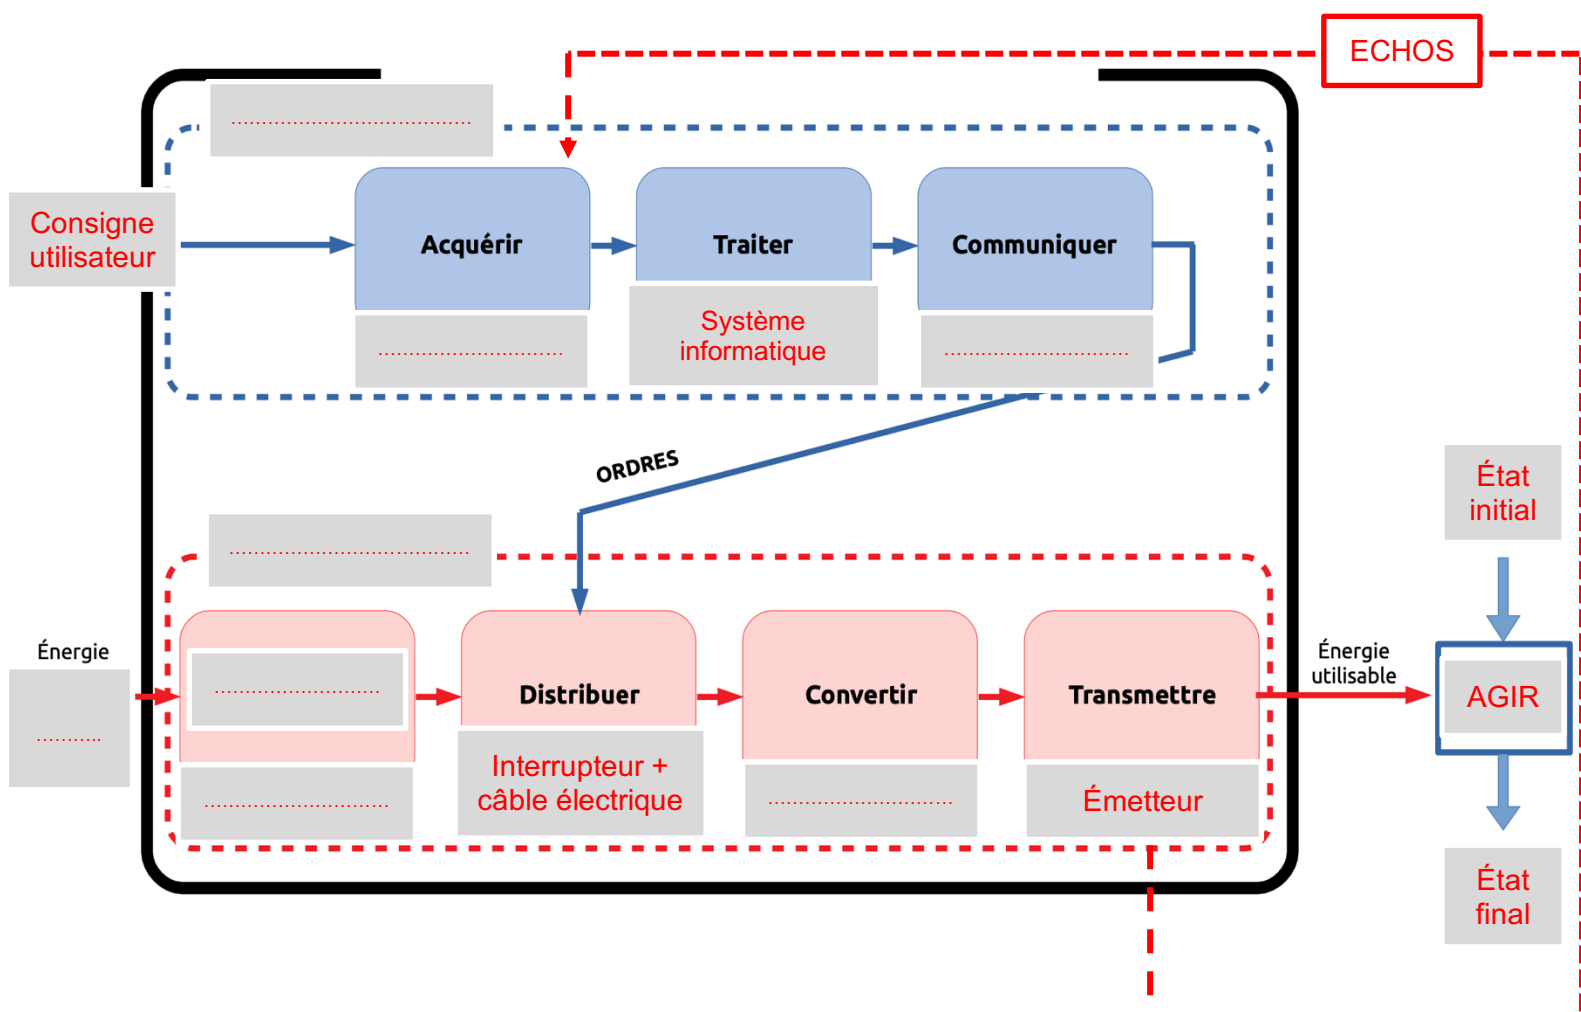 ECHOS
.......................................
Consigne
utilisateur
Acquérir
Traiter
Communiquer
..............................
Système
informatique
..............................
ORDRES
État
initial
.......................................
Énergie
...........
...........................
Distribuer
Convertir
Transmettre
Énergie
utilisable
AGIR
..............................
Interrupteur +
câble électrique
..............................
Émetteur
État
final